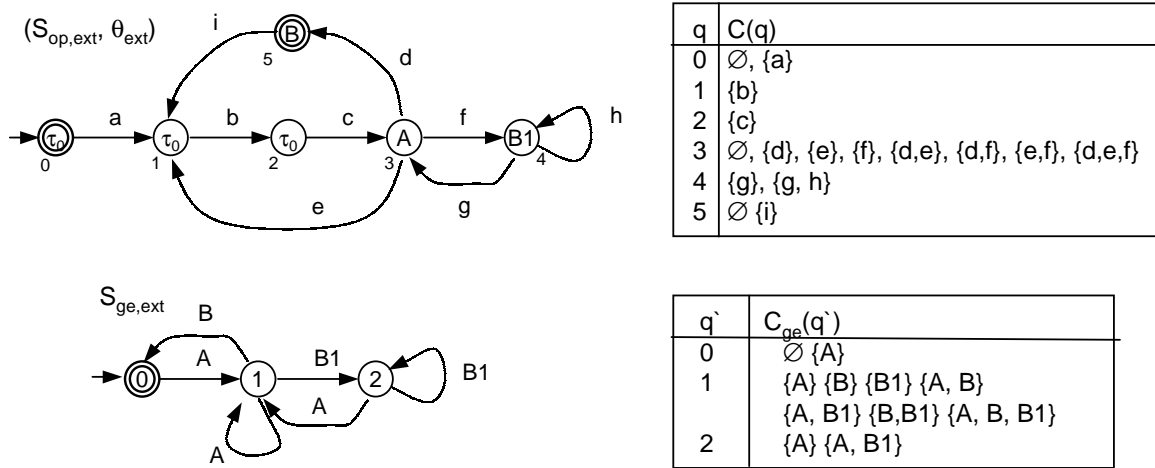 (S_op,ext, θ_ext)
i
B
5
d
τ₀
0
a
τ₀
1
b
τ₀
2
c
A
3
f
B1
4
h
e
g
q C(q)
0 ∅, {a}
1 {b}
2 {c}
3 ∅, {d}, {e}, {f}, {d,e}, {d,f}, {e,f}, {d,e,f}
4 {g}, {g, h}
5 ∅ {i}
S_ge,ext
B
0
A
1
B1
2
B1
A
A
q` C_ge(q`)
0 ∅ {A}
1 {A} {B} {B1} {A, B}
{A, B1} {B,B1} {A, B, B1}
2 {A} {A, B1}